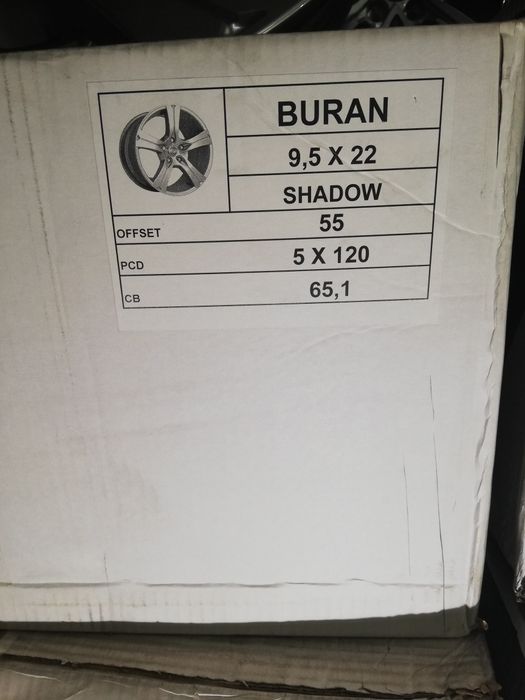 BURAN
9,5 X 22
SHADOW
OFFSET 55
PCD 5 X 120
CB 65,1